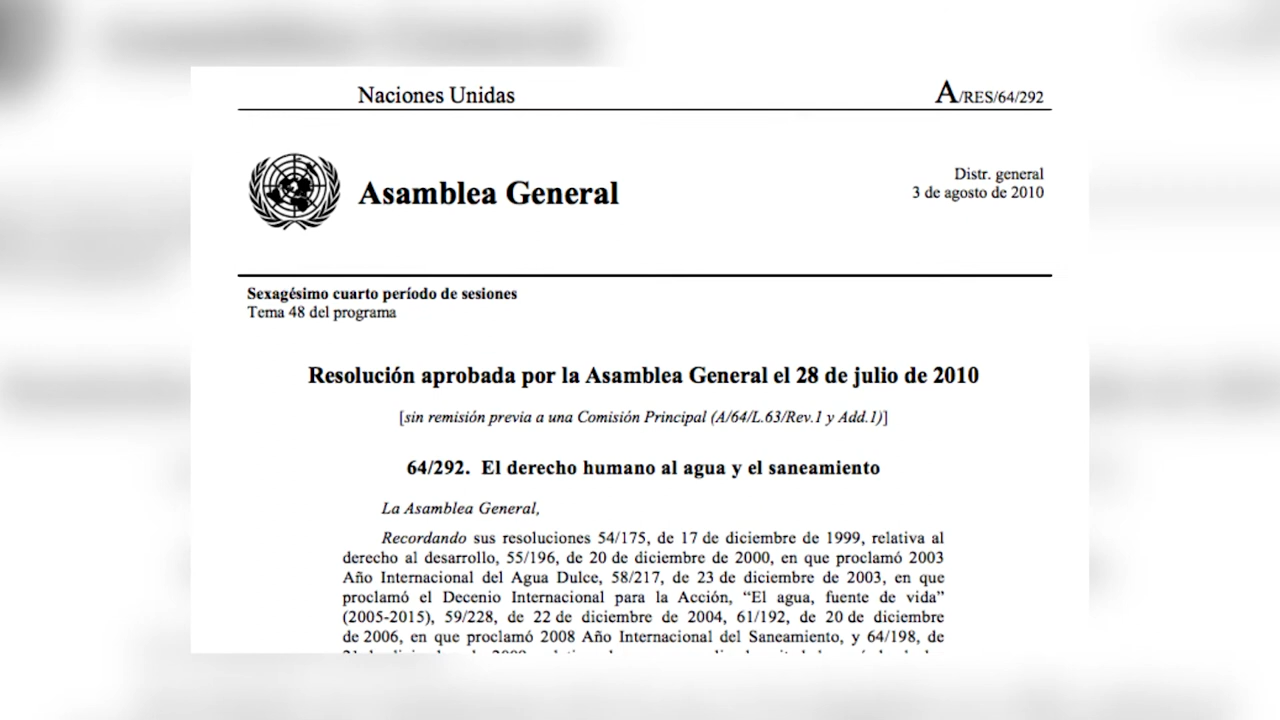 Naciones Unidas
A/RES/64/292
Asamblea General
Distr. general
3 de agosto de 2010
Sexagésimo cuarto período de sesiones
Tema 48 del programa
Resolución aprobada por la Asamblea General el 28 de julio de 2010
[sin remisión previa a una Comisión Principal (A/64/L.63/Rev.1 y Add.1)]
64/292. El derecho humano al agua y el saneamiento
La Asamblea General,
Recordando sus resoluciones 54/175, de 17 de diciembre de 1999, relativa al
derecho al desarrollo, 55/196, de 20 de diciembre de 2000, en que proclamó 2003
Año Internacional del Agua Dulce, 58/217, de 23 de diciembre de 2003, en que
proclamó el Decenio Internacional para la Acción, “El agua, fuente de vida”
(2005-2015), 59/228, de 22 de diciembre de 2004, 61/192, de 20 de diciembre
de 2006, en que proclamó 2008 Año Internacional del Saneamiento, y 64/198, de